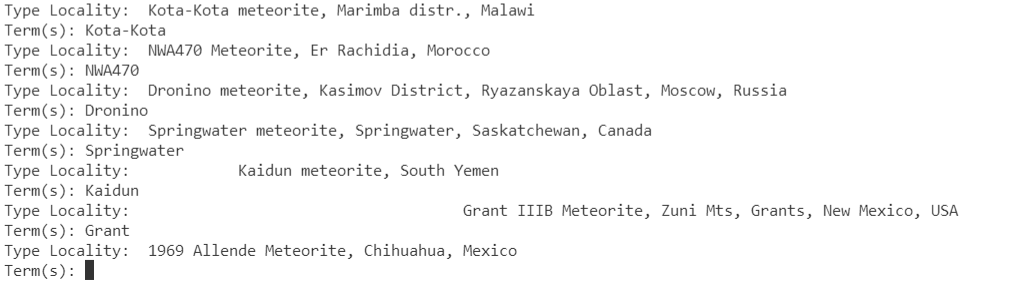 Type Locality:  Kota-Kota meteorite, Marimba distr., Malawi
Term(s): Kota-Kota
Type Locality:  NWA470 Meteorite, Er Rachidia, Morocco
Term(s): NWA470
Type Locality:  Dronino meteorite, Kasimov District, Ryazanskaya Oblast, Moscow, Russia
Term(s): Dronino
Type Locality:  Springwater meteorite, Springwater, Saskatchewan, Canada
Term(s): Springwater
Type Locality:            Kaidun meteorite, South Yemen
Term(s): Kaidun
Type Locality:                                     Grant IIIB Meteorite, Zuni Mts, Grants, New Mexico, USA
Term(s): Grant
Type Locality:  1969 Allende Meteorite, Chihuahua, Mexico
Term(s):